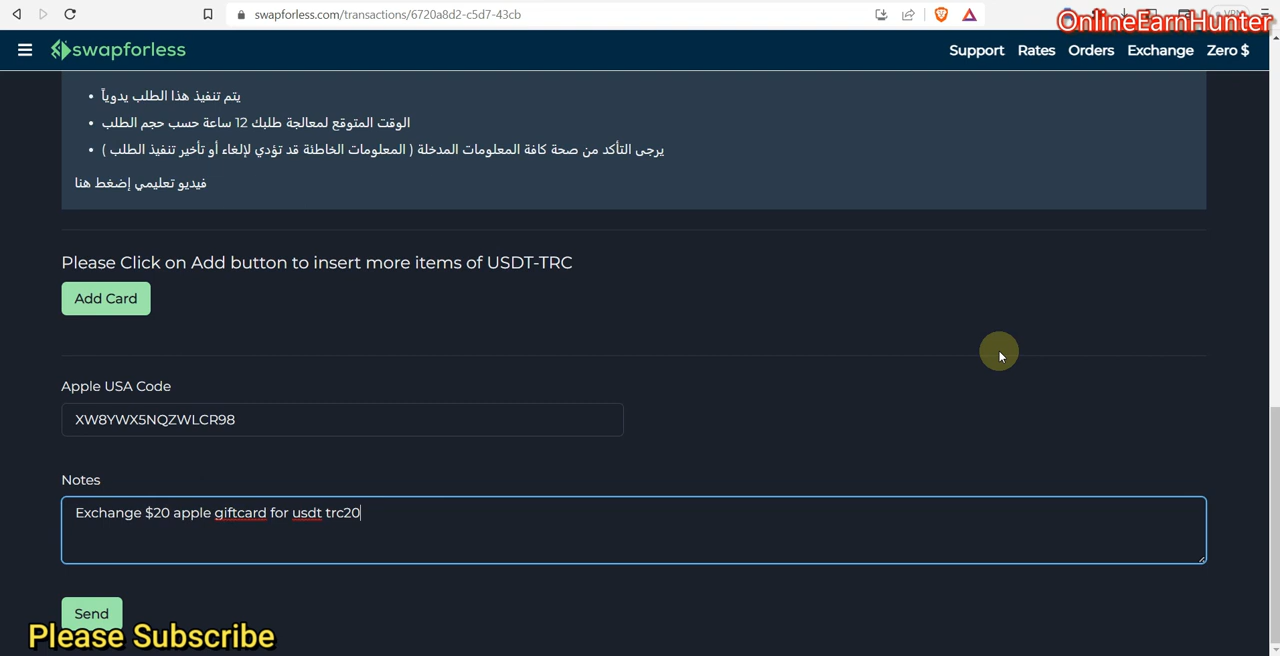 swapforless.com/transactions/6720a8d2-c5d7-43cb
OnlineEarnHunter
swapforless
Support Rates Orders Exchange Zero $
يتم تنفيذ هذا الطلب يدوياً
الوقت المتوقع لمعالجة طلبك 12 ساعة حسب حجم الطلب
يرجى التأكد من صحة كافة المعلومات المدخلة ( المعلومات الخاطئة قد تؤدي لإلغاء أو تأخير تنفيذ الطلب )
فيديو تعليمي إضغط هنا
Please Click on Add button to insert more items of USDT-TRC
Add Card
Apple USA Code
XW8YWX5NQZWLCR98
Notes
Exchange $20 apple giftcard for usdt trc20
Send
Please Subscribe